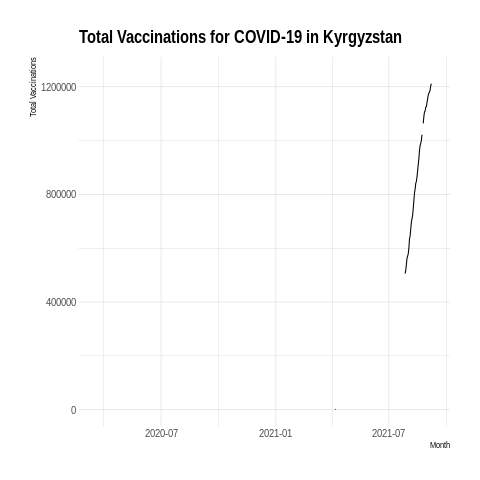 Total Vaccinations for COVID-19 in Kyrgyzstan
Total Vaccinations
1200000
800000
400000
0
2020-07 2021-01 2021-07
Month